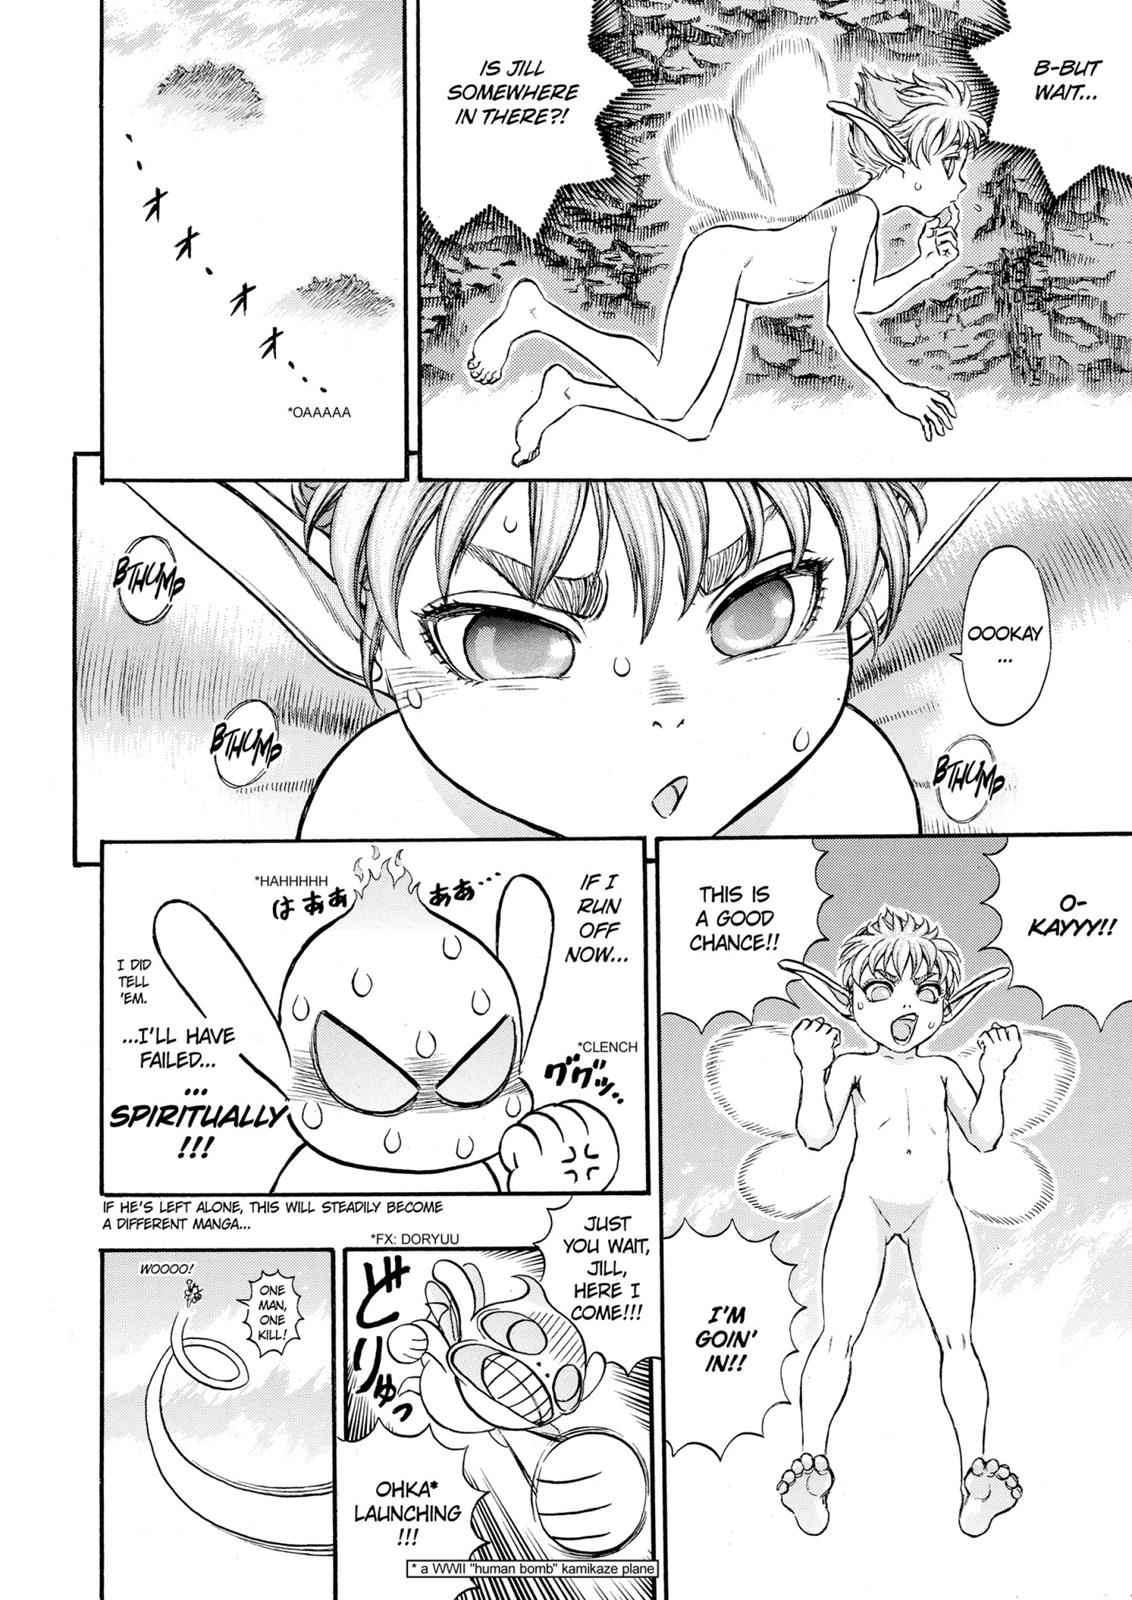 B-BUT
WAIT...
IS JILL
SOMEWHERE
IN THERE?!
オ
オ
オ
オ
*OAAAAA
OOOKAY
...
BTHUMP
BTHUMP
BTHUMP
O-
KAYYY!!
THIS IS
A GOOD
CHANCE!!
I'M
GOIN'
IN!!
IF I
RUN
OFF
NOW...
*HAHHHHH
はぁあ
ああ…
I DID
TELL
'EM.
...I'LL HAVE
FAILED...
...
SPIRITUALLY
!!!
*CLENCH
グググッ..
IF HE'S LEFT ALONE, THIS WILL STEADILY BECOME
A DIFFERENT MANGA...
*FX: DORYUU
どりゅっ
JUST
YOU WAIT,
JILL,
HERE I
COME!!!
OHKA*
LAUNCHING
!!!
* a WWII "human bomb" kamikaze plane
WOOOO!
ONE
MAN,
ONE
KILL!